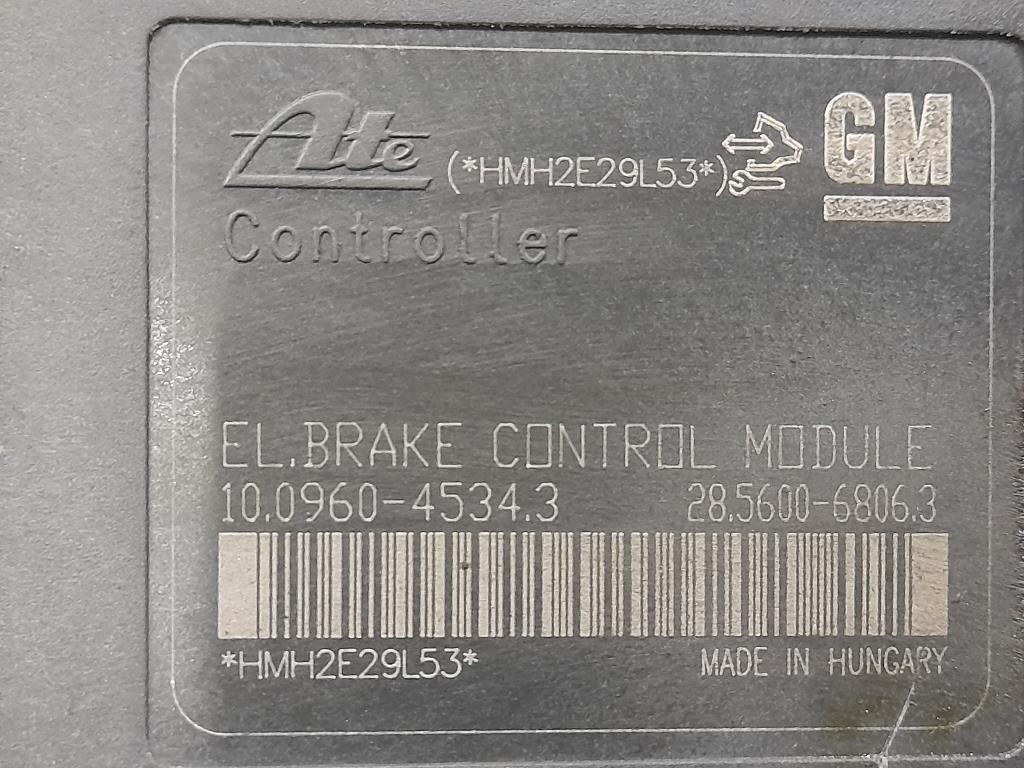 Ate (*HMH2E29L53*) GM
Controller
EL.BRAKE CONTROL MODULE
10.0960-4534.3 28.5600-6806.3
*HMH2E29L53* MADE IN HUNGARY